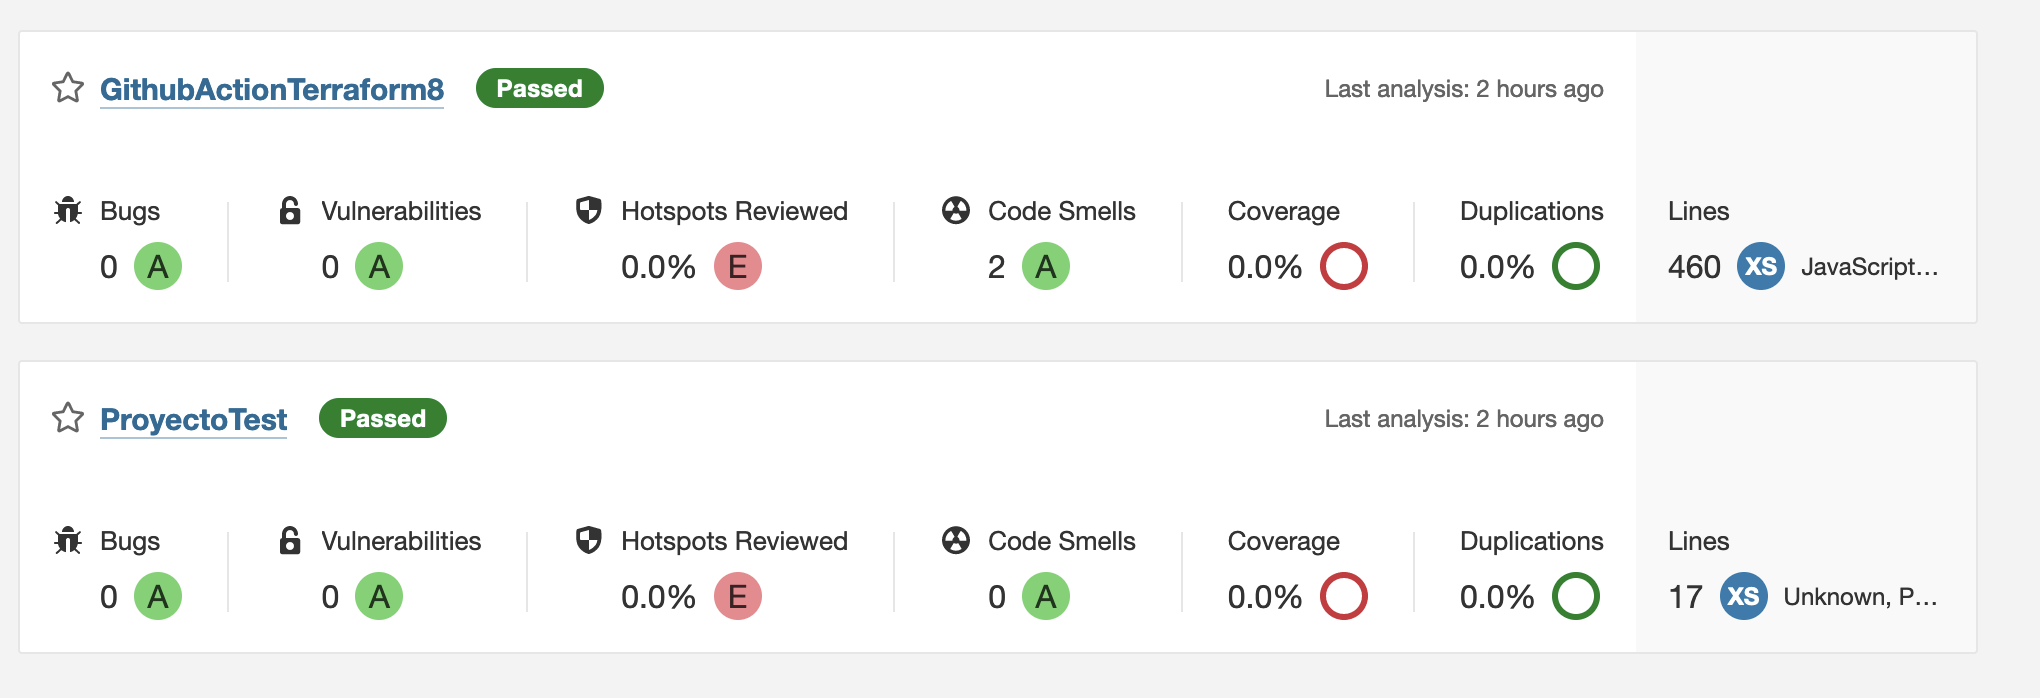 GithubActionTerraform8 Passed Last analysis: 2 hours ago
Bugs Vulnerabilities Hotspots Reviewed Code Smells Coverage Duplications Lines
0 A 0 A 0.0% E 2 A 0.0% 0.0% 460 XS JavaScript...
ProyectoTest Passed Last analysis: 2 hours ago
Bugs Vulnerabilities Hotspots Reviewed Code Smells Coverage Duplications Lines
0 A 0 A 0.0% E 0 A 0.0% 0.0% 17 XS Unknown, P...